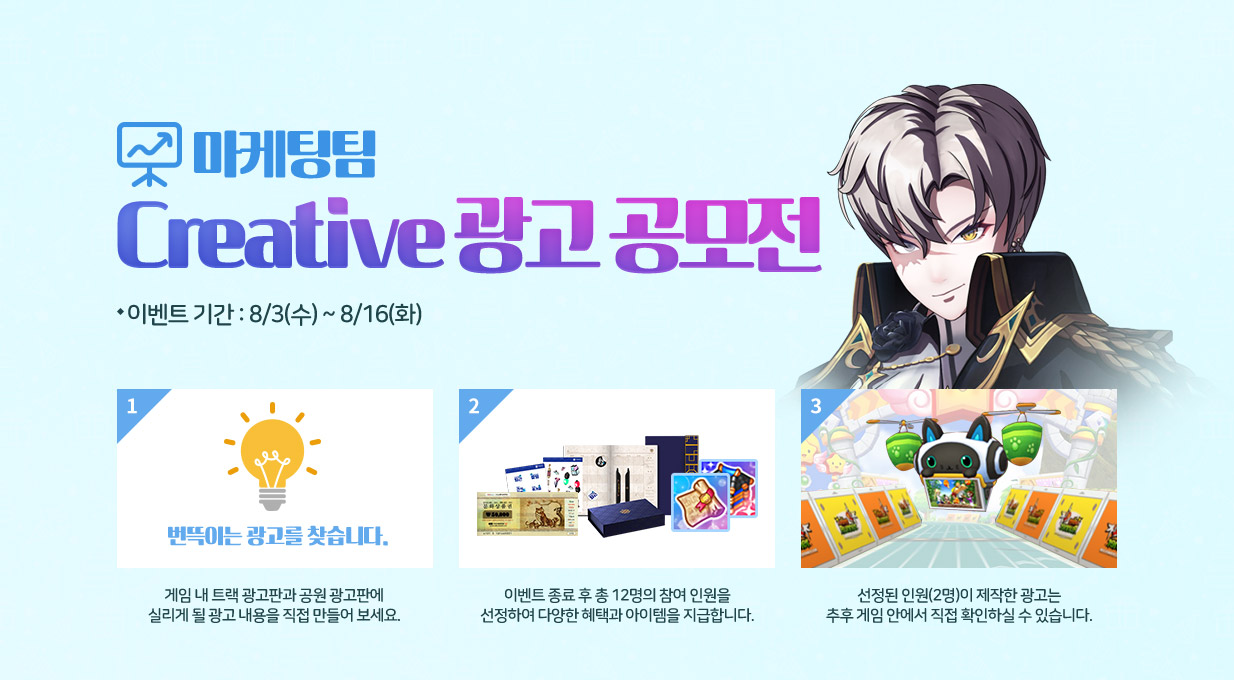 마케팅팀
Creative 광고 공모전
이벤트 기간 : 8/3(수) ~ 8/16(화)
1
번뜩이는 광고를 찾습니다.
게임 내 트랙 광고판과 공원 광고판에
실리게 될 광고 내용을 직접 만들어 보세요.
2
문화상품권
₩10,000
이벤트 종료 후 총 12명의 참여 인원을
선정하여 다양한 혜택과 아이템을 지급합니다.
3
선정된 인원(2명)이 제작한 광고는
추후 게임 안에서 직접 확인하실 수 있습니다.